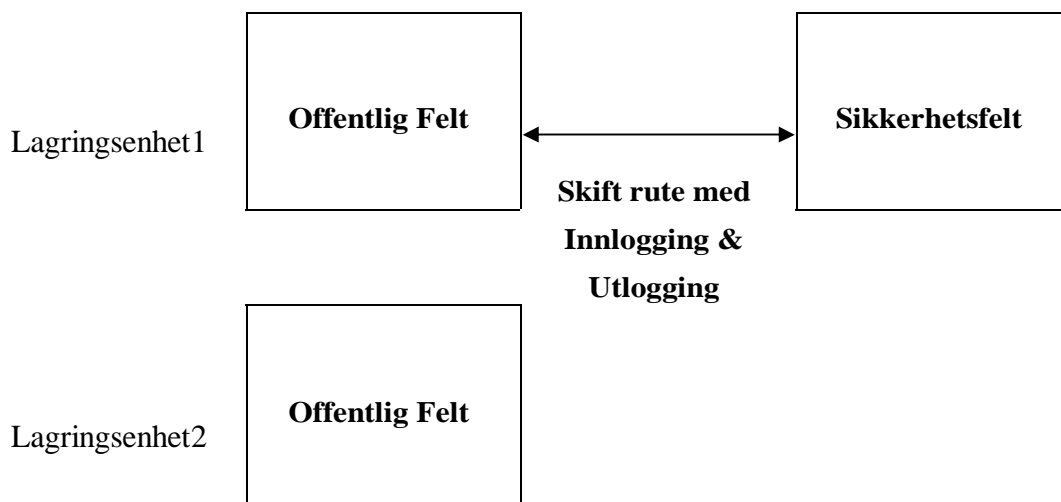 Lagringsenhet1
Offentlig Felt
Sikkerhetsfelt
Skift rute med
Innlogging &
Utlogging
Lagringsenhet2
Offentlig Felt